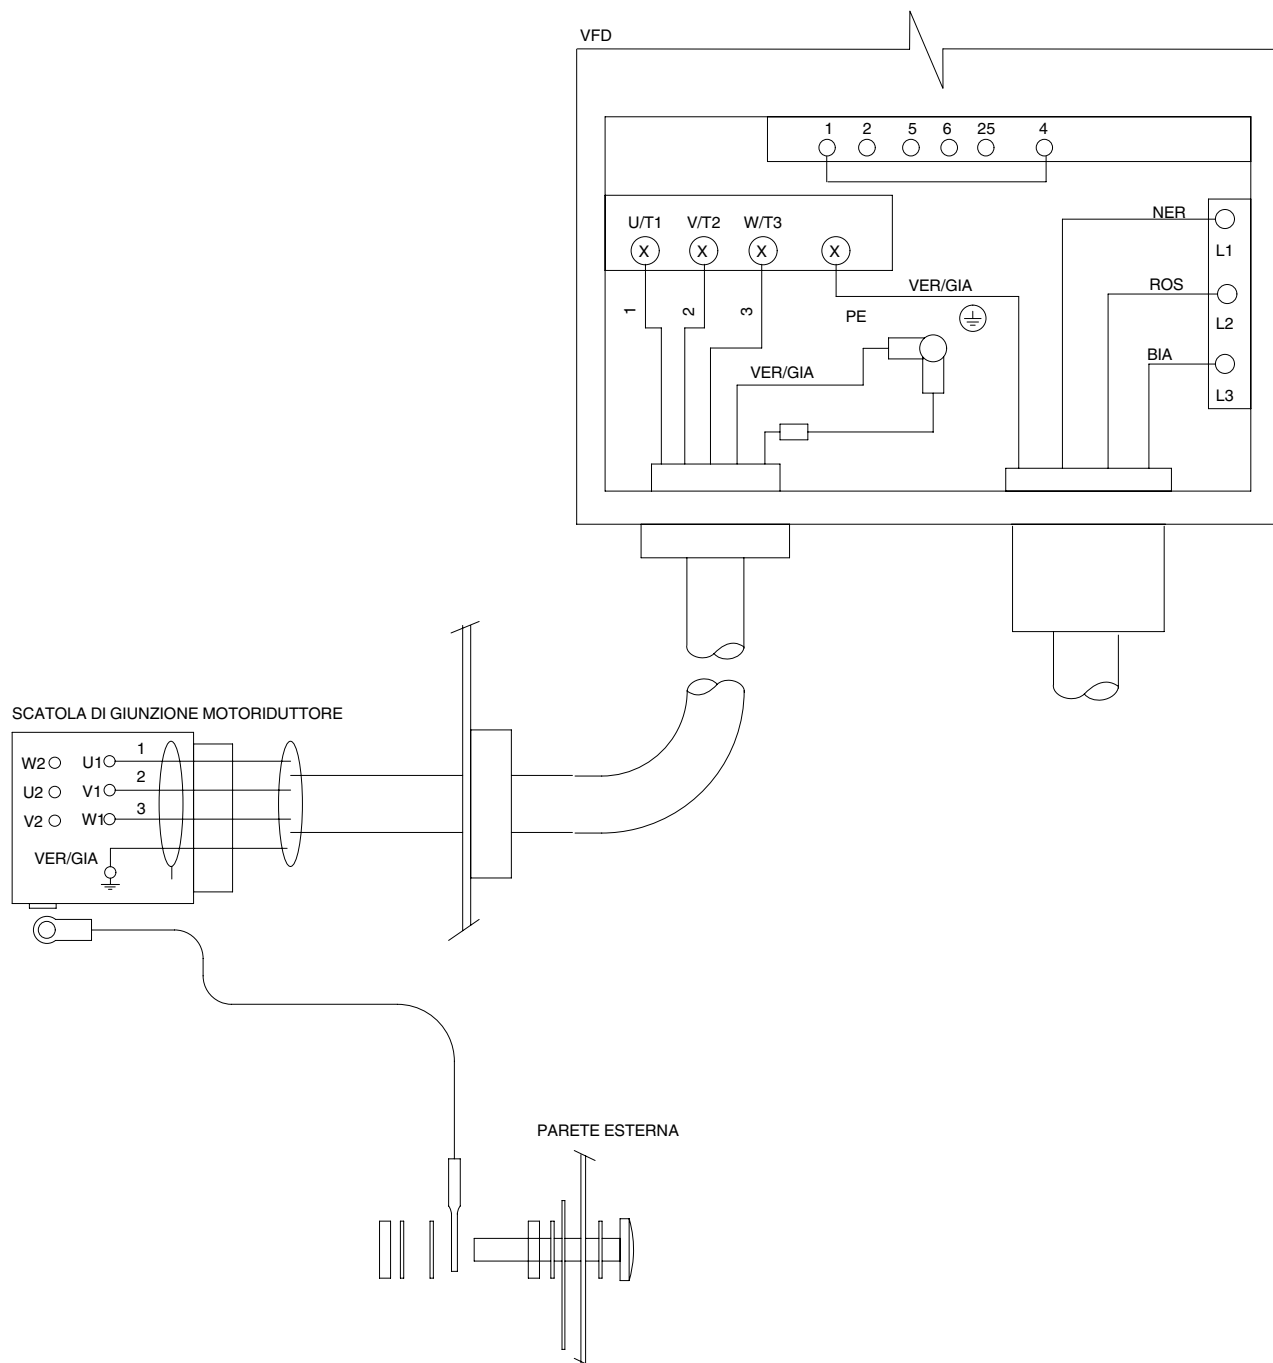 VFD
1 2 5 6 25 4
U/T1 V/T2 W/T3
X X X X
NER
L1
VER/GIA
ROS
1 2 3
PE
L2
BIA
VER/GIA
L3
SCATOLA DI GIUNZIONE MOTORIDUTTORE
W2 U1 1
U2 V1 2
V2 W1 3
VER/GIA
PARETE ESTERNA